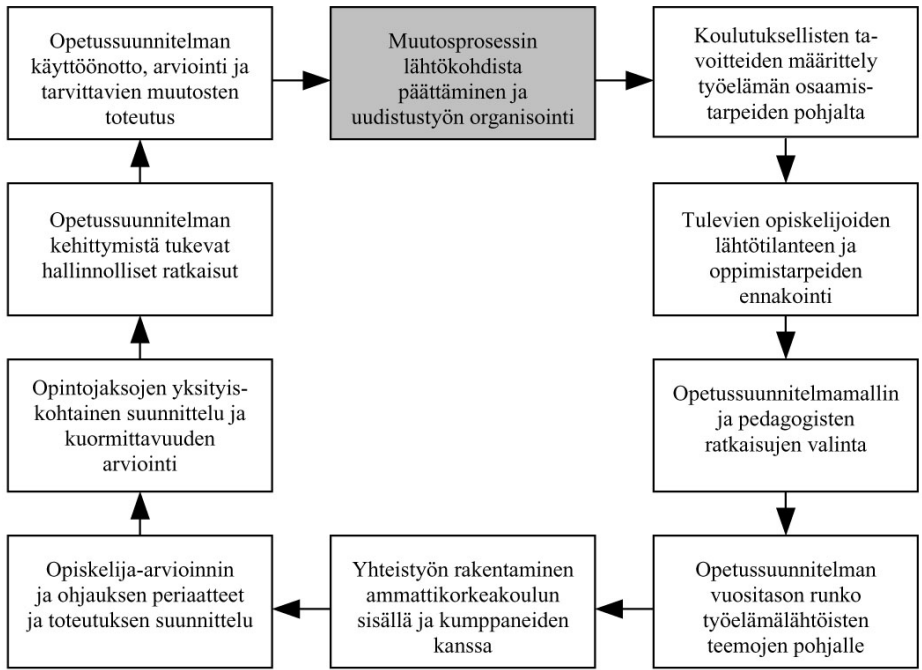 Opetussuunnitelman
käyttöönotto, arviointi ja
tarvittavien muutosten
toteutus
Muutosprosessin
lähtökohdista
päättäminen ja
uudistustyön organisointi
Koulutuksellisten ta-
voitteiden määrittely
työelämän osaamis-
tarpeiden pohjalta
Tulevien opiskelijoiden
lähtötilanteen ja
oppimistarpeiden
ennakointi
Opetussuunnitelmamallin
ja pedagogisten
ratkaisujen valinta
Opetussuunnitelman
vuositason runko
työelämälähtöisten
teemojen pohjalle
Yhteistyön rakentaminen
ammattikorkeakoulun
sisällä ja kumppaneiden
kanssa
Opiskelija-arvioinnin
ja ohjauksen periaatteet
ja toteutuksen suunnittelu
Opintojaksojen yksityis-
kohtainen suunnittelu ja
kuormittavuuden
arviointi
Opetussuunnitelman
kehittymistä tukevat
hallinnolliset ratkaisut